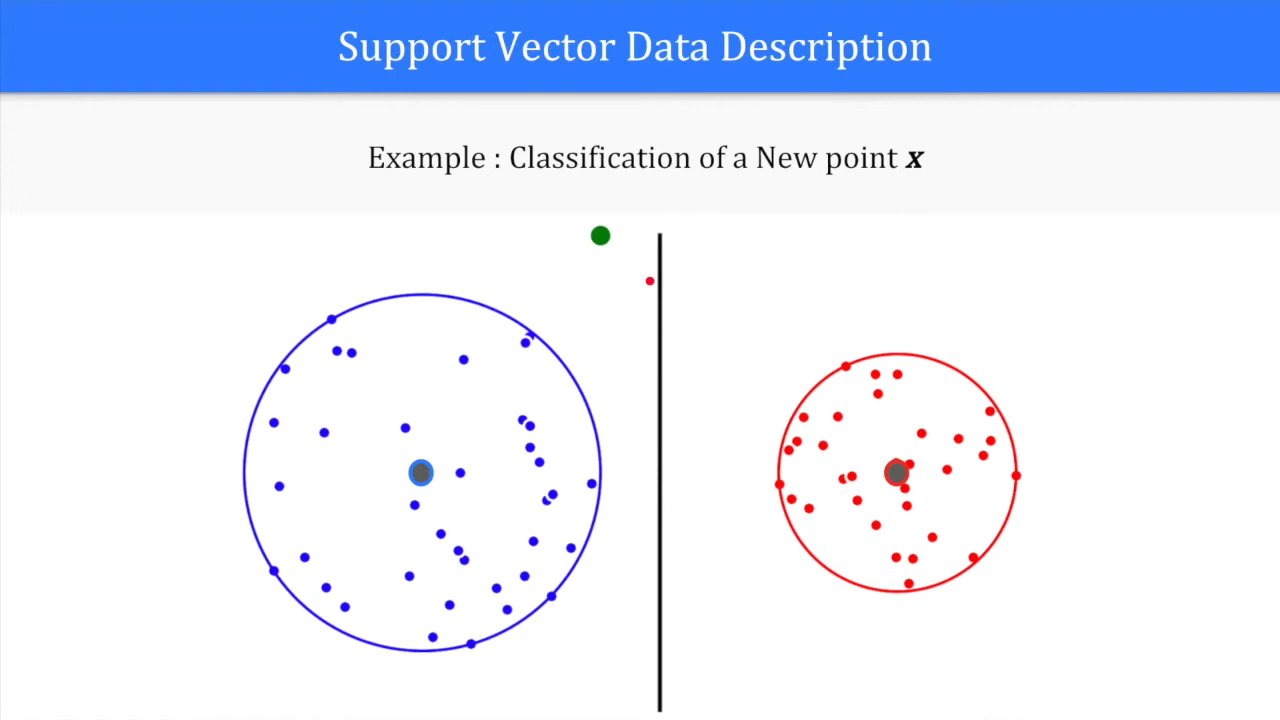 Support Vector Data Description
Example : Classification of a New point x